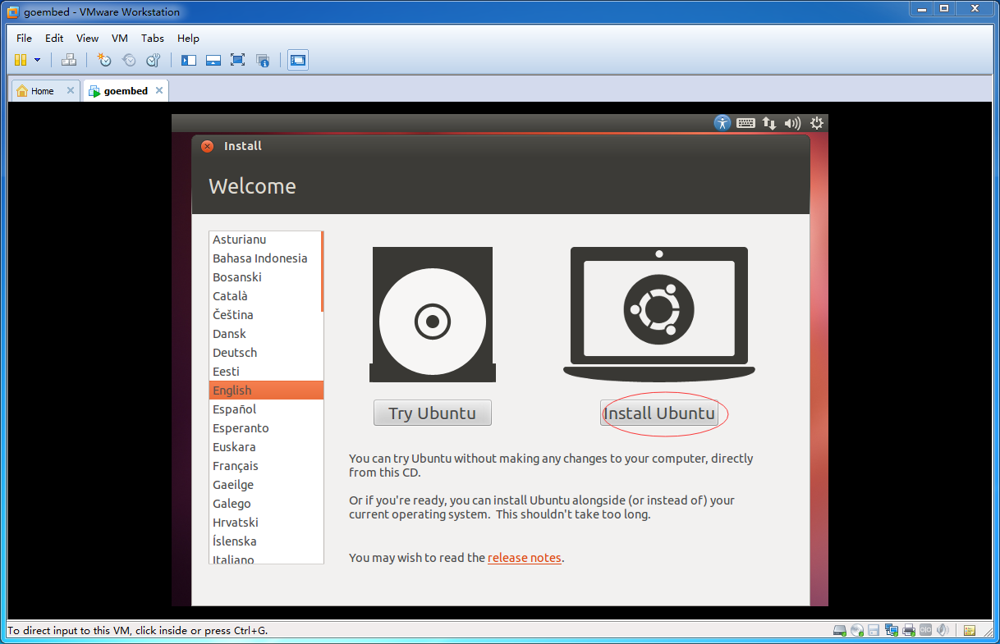 goembed - VMware Workstation
File Edit View VM Tabs Help
Home goembed
Install
Welcome
Asturianu
Bahasa Indonesia
Bosanski
Català
Čeština
Dansk
Deutsch
Eesti
English
Español
Esperanto
Euskara
Français
Gaeilge
Galego
Hrvatski
Íslenska
Italiano
Try Ubuntu
Install Ubuntu
You can try Ubuntu without making any changes to your computer, directly
from this CD.
Or if you're ready, you can install Ubuntu alongside (or instead of) your
current operating system. This shouldn't take too long.
You may wish to read the release notes.
To direct input to this VM, click inside or press Ctrl+G.